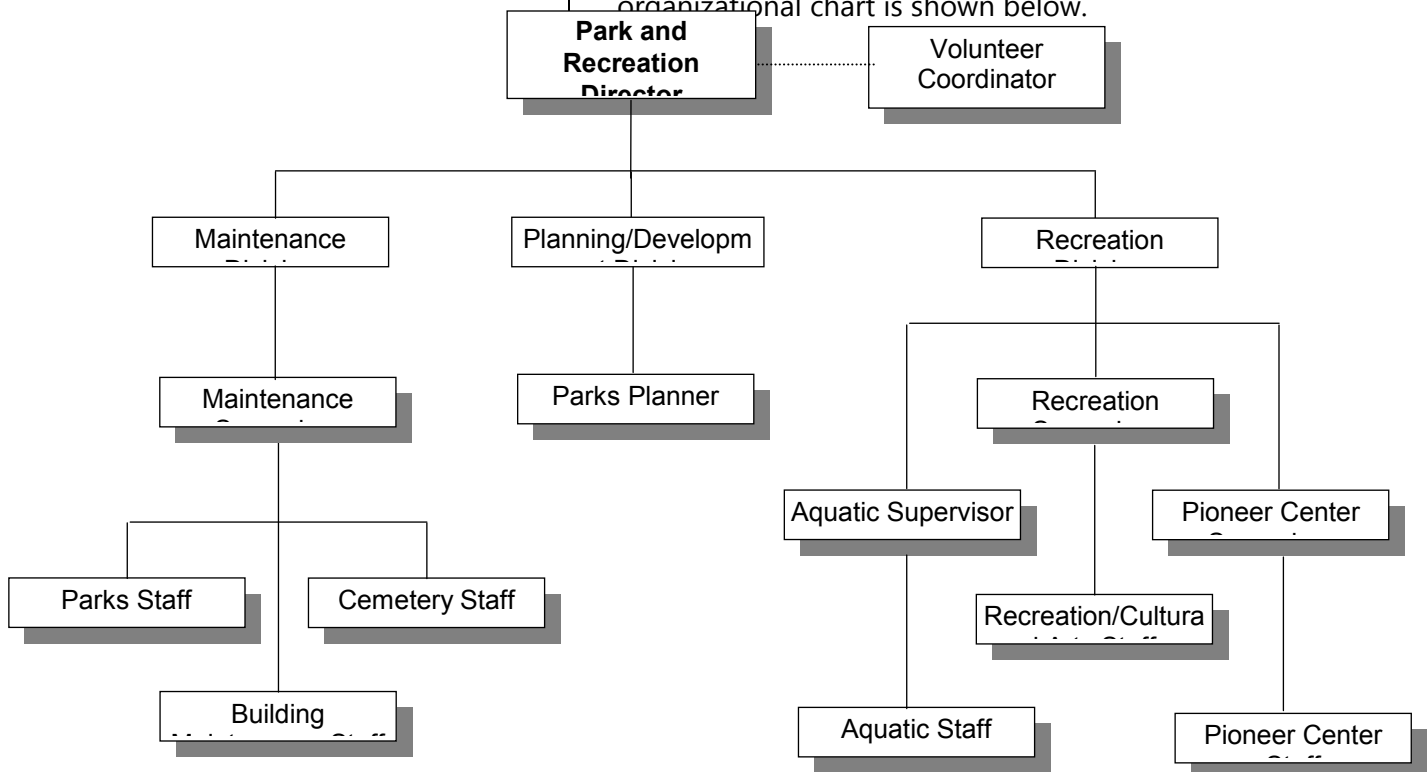 organizational chart is shown below.
Park and
Recreation
Director
Volunteer
Coordinator
Maintenance
Planning/Developm
Recreation
Maintenance
Parks Planner
Recreation
Aquatic Supervisor
Pioneer Center
Parks Staff
Cemetery Staff
Recreation/Cultura
Building
Aquatic Staff
Pioneer Center